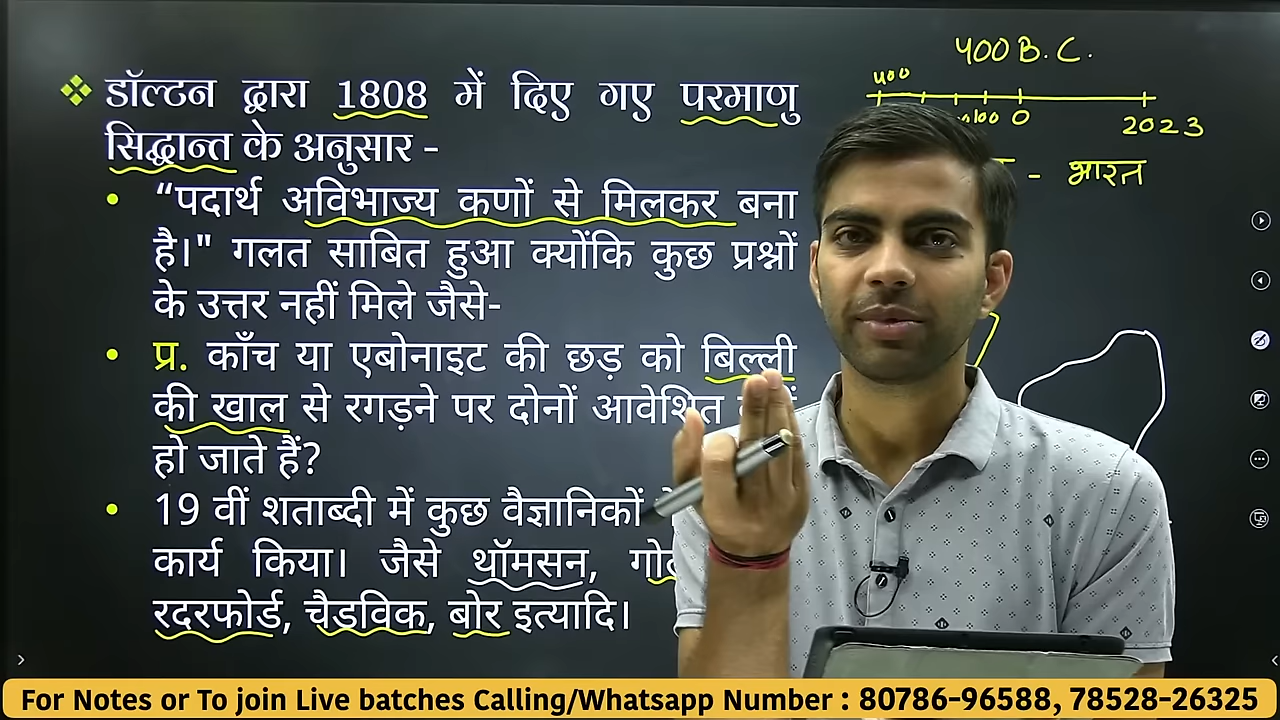 400 B.C.
400
0
2023
- भारत
❖ डॉल्टन द्वारा 1808 में दिए गए परमाणु
सिद्धान्त के अनुसार -
• “पदार्थ अविभाज्य कणों से मिलकर बना
है।" गलत साबित हुआ क्योंकि कुछ प्रश्नों
के उत्तर नहीं मिले जैसे-
• प्र. काँच या एबोनाइट की छड़ को बिल्ली
की खाल से रगड़ने पर दोनों आवेशित
हो जाते हैं?
• 19 वीं शताब्दी में कुछ वैज्ञानिकों
कार्य किया। जैसे थॉमसन,
रदरफोर्ड, चैडविक, बोर इत्यादि।
For Notes or To join Live batches Calling/Whatsapp Number : 80786-96588, 78528-26325